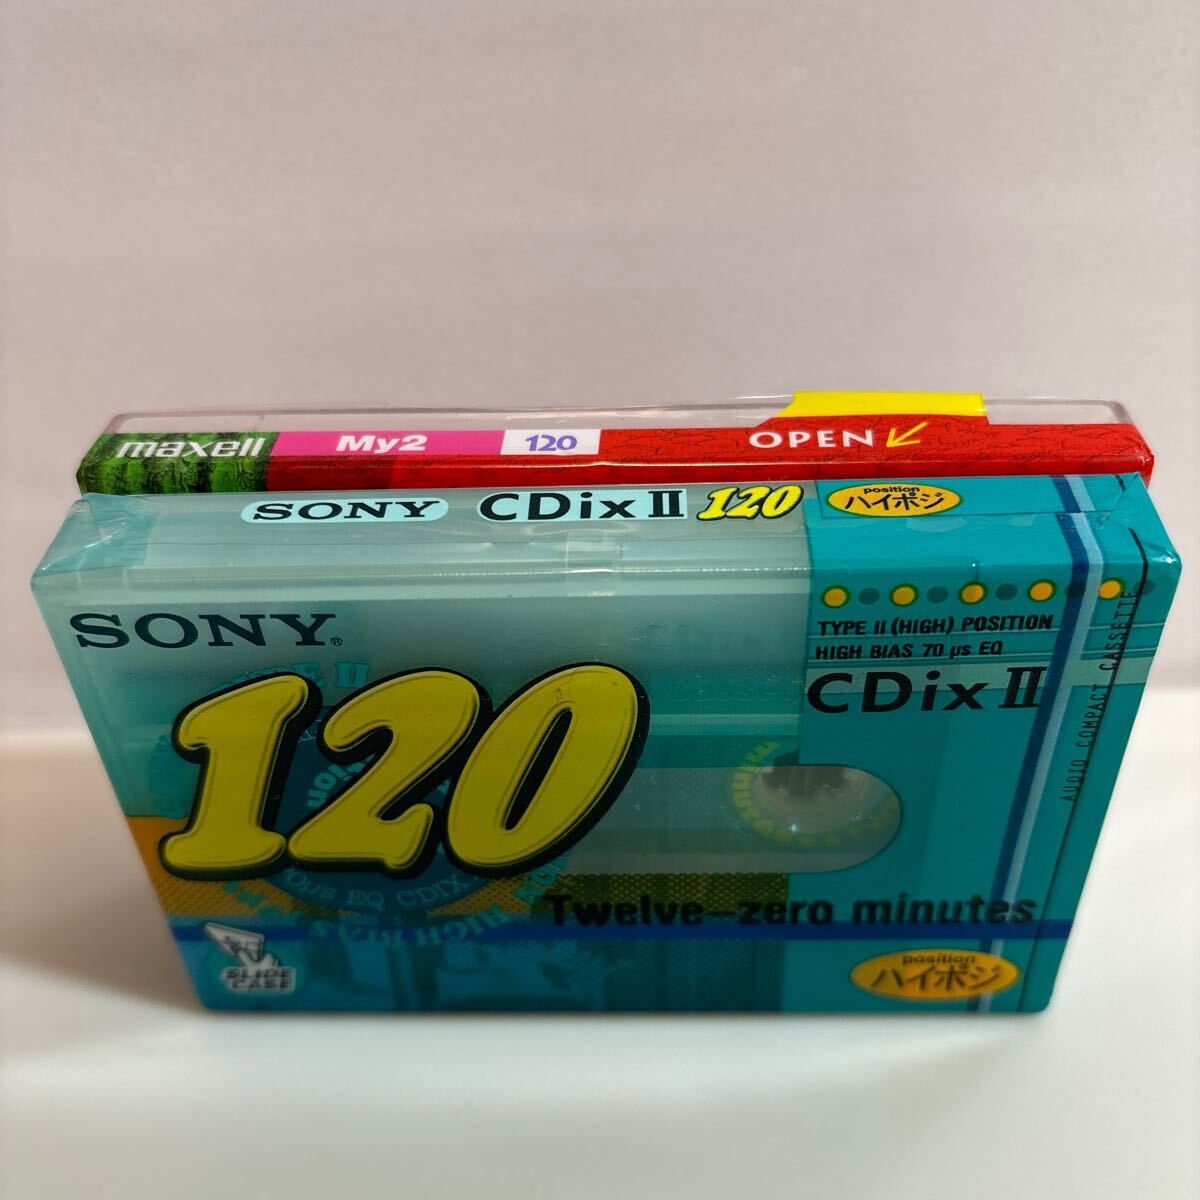 maxell My2 120 OPEN
SONY CDix II 120 position ハイポジ
SONY®
TYPE II (HIGH) POSITION
HIGH BIAS 70 µs EQ
CDix II
AUDIO COMPACT CASSETTE
120
Twelve-zero minutes
SLIDE
CASE
position
ハイポジ